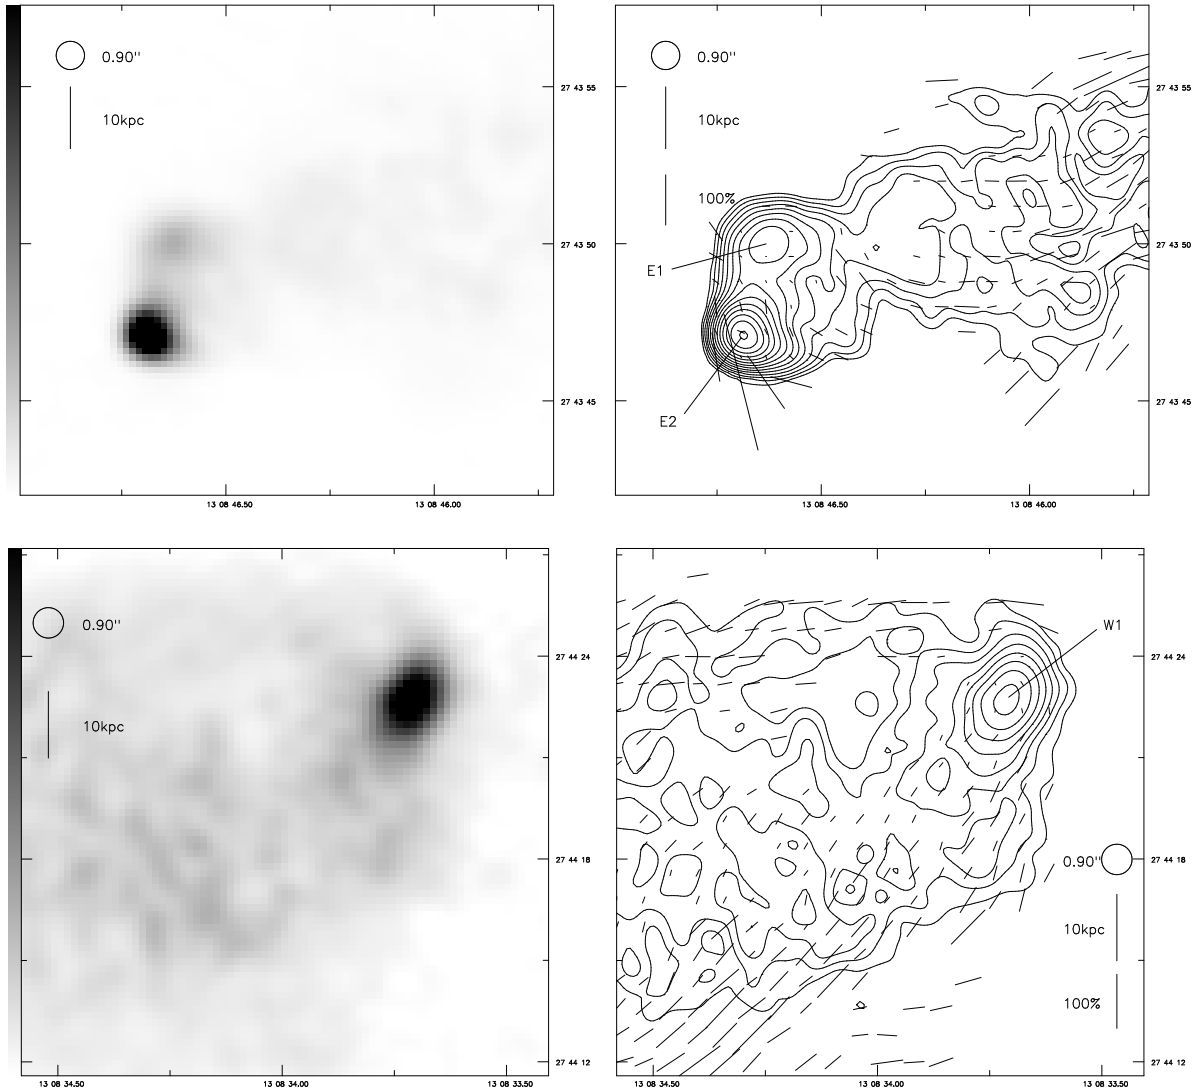 0.90"
10kpc
27 43 55
27 43 50
27 43 45
13 08 46.50
13 08 46.00
0.90"
10kpc
100%
E1
E2
27 43 55
27 43 50
27 43 45
13 08 46.50
13 08 46.00
0.90"
10kpc
27 44 24
27 44 18
27 44 12
13 08 34.50
13 08 34.00
13 08 33.50
W1
0.90"
10kpc
100%
27 44 24
27 44 18
27 44 12
13 08 34.50
13 08 34.00
13 08 33.50